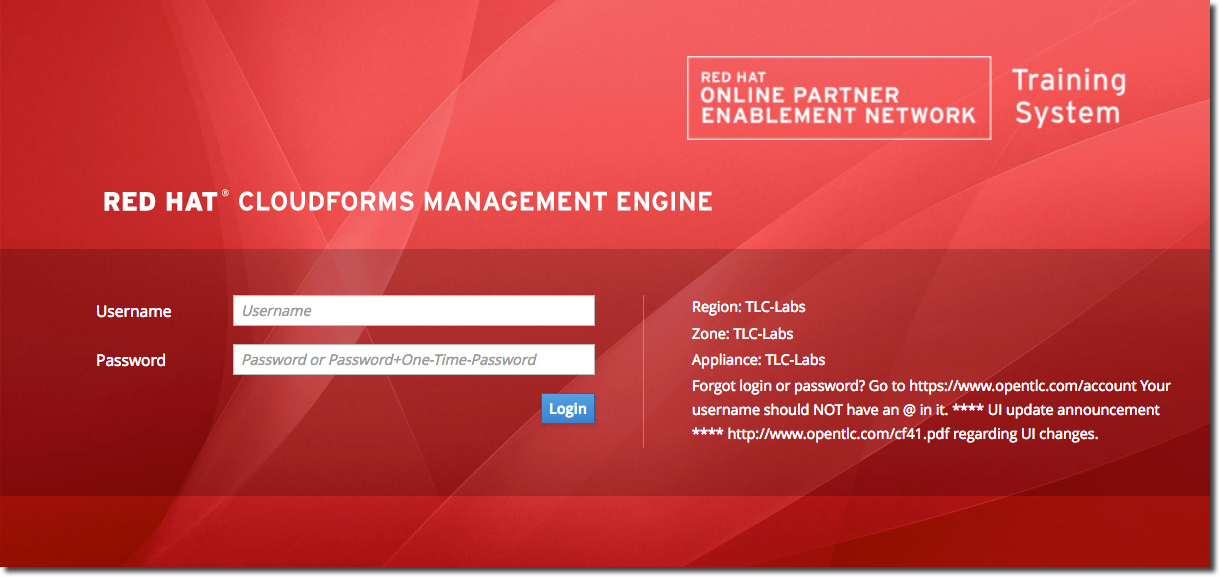 RED HAT
ONLINE PARTNER
ENABLEMENT NETWORK
Training
System
RED HAT® CLOUDFORMS MANAGEMENT ENGINE
Username
Username
Password
Password or Password+One-Time-Password
Login
Region: TLC-Labs
Zone: TLC-Labs
Appliance: TLC-Labs
Forgot login or password? Go to https://www.opentlc.com/account Your
username should NOT have an @ in it. **** UI update announcement
**** http://www.opentlc.com/cf41.pdf regarding UI changes.